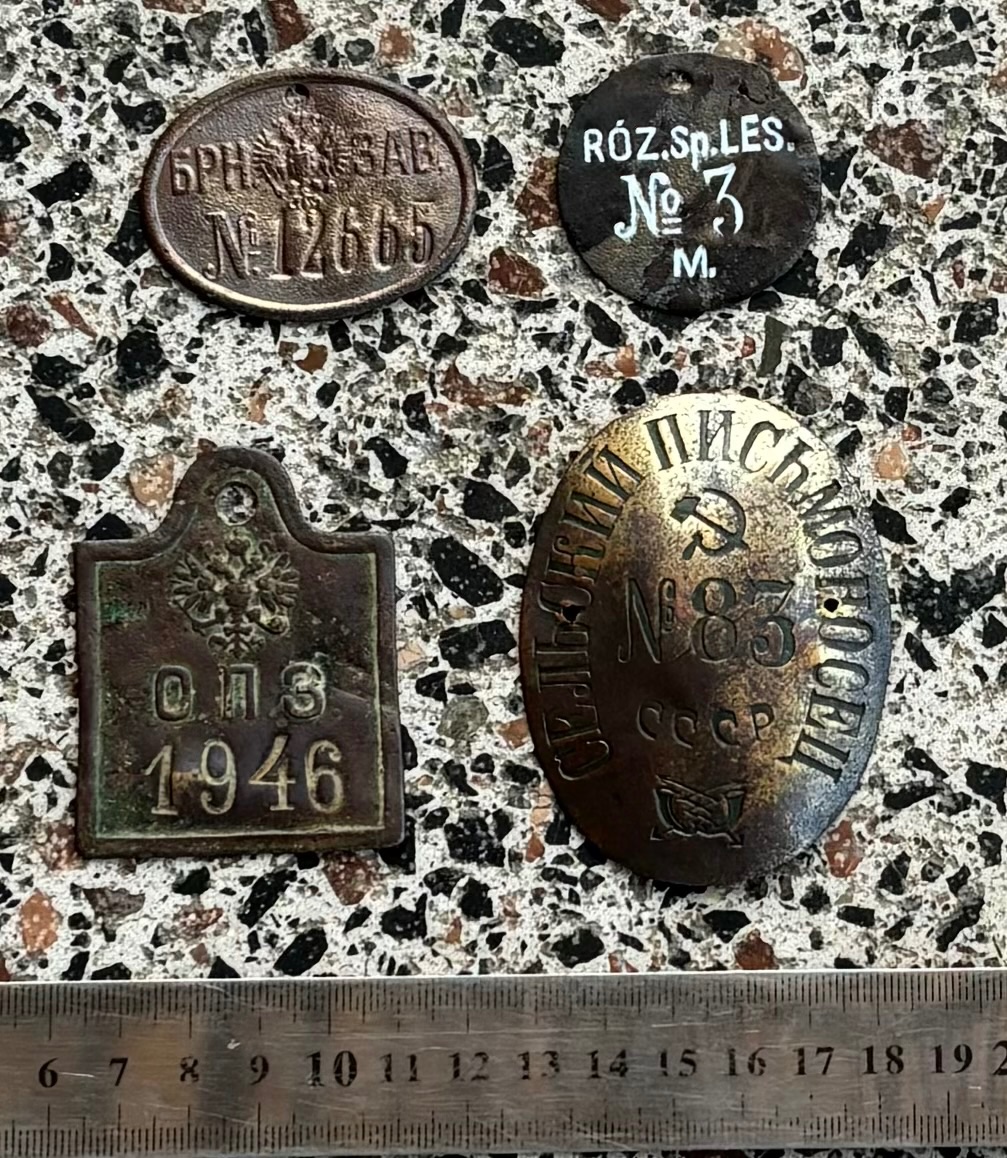 БРН. ЗАВ.
№ 12665
RÓZ.Sp.LES.
№ 3
M.
ОПЗ
1946
СЕЛЬСКИЙ ПИСЬМОНОСЕЦ
№ 83
СССР
6 7 8 9 10 11 12 13 14 15 16 17 18 19